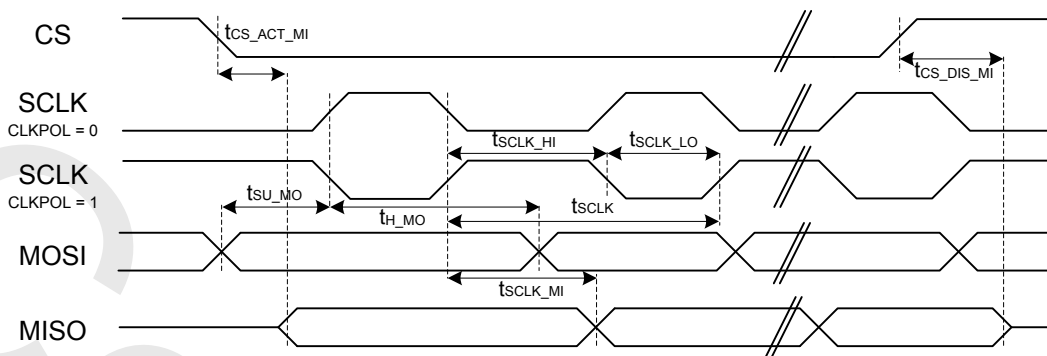 CS
tCS_ACT_MI
tCS_DIS_MI
SCLK
CLKPOL = 0
tSCLK_HI
tSCLK_LO
SCLK
CLKPOL = 1
tSU_MO
tH_MO
tSCLK
MOSI
tSCLK_MI
MISO